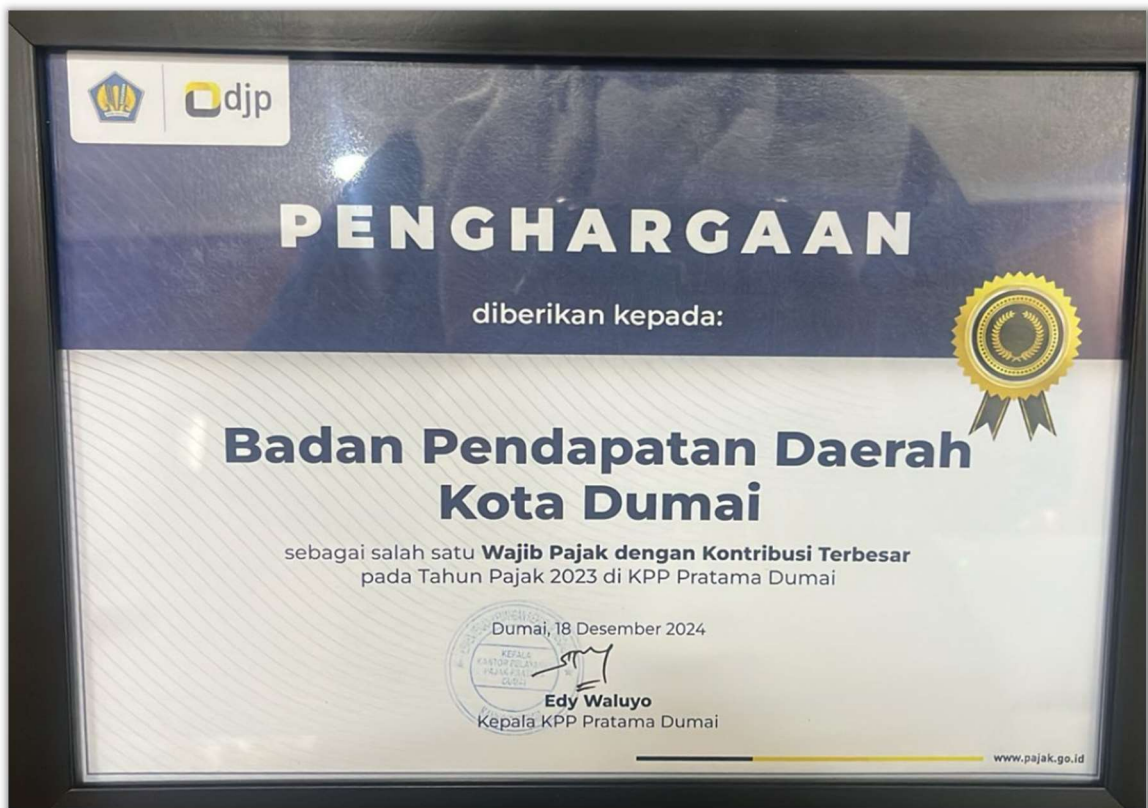 djp
PENGHARGAAN
diberikan kepada:
Badan Pendapatan Daerah
Kota Dumai
sebagai salah satu Wajib Pajak dengan Kontribusi Terbesar
pada Tahun Pajak 2023 di KPP Pratama Dumai
Dumai, 18 Desember 2024
KEPALA
Edy Waluyo
Kepala KPP Pratama Dumai
www.pajak.go.id